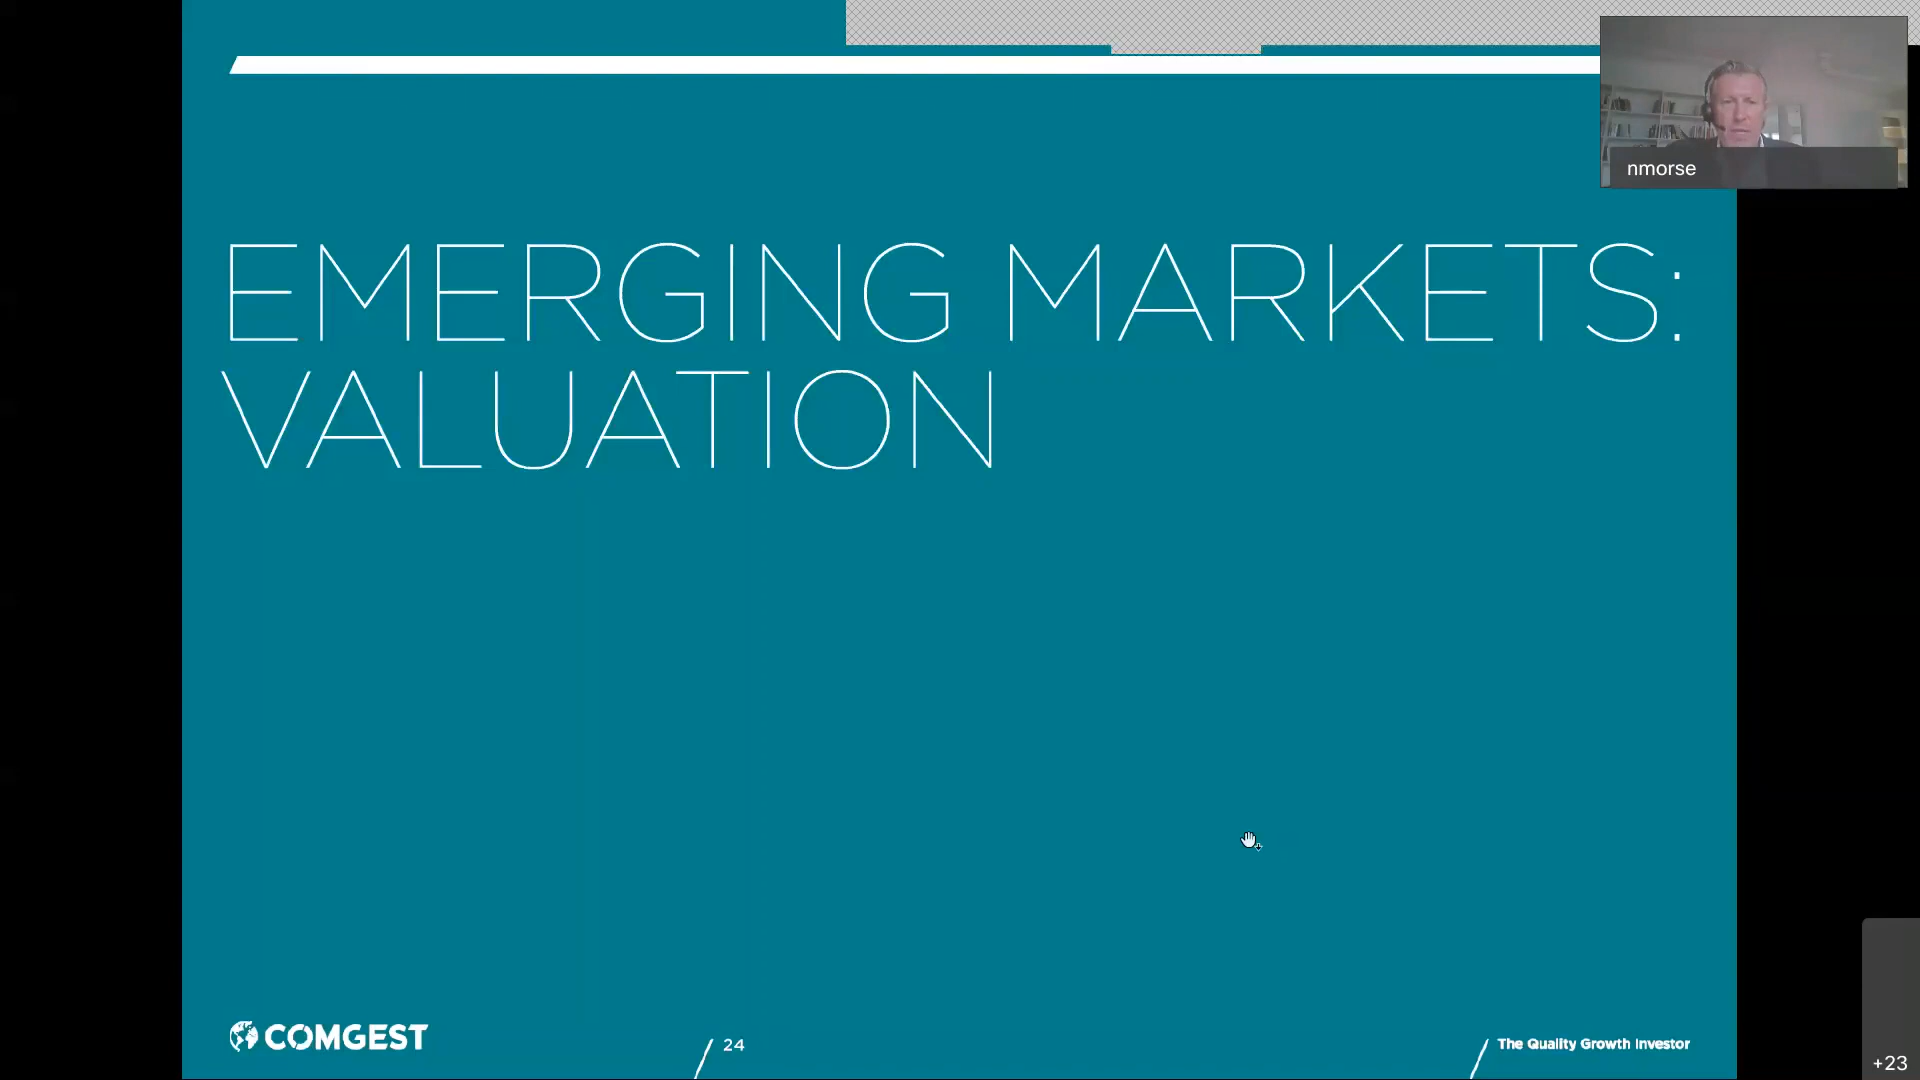 nmorse
EMERGING MARKETS:
VALUATION
COMGEST
24
The Quality Growth Investor
+23